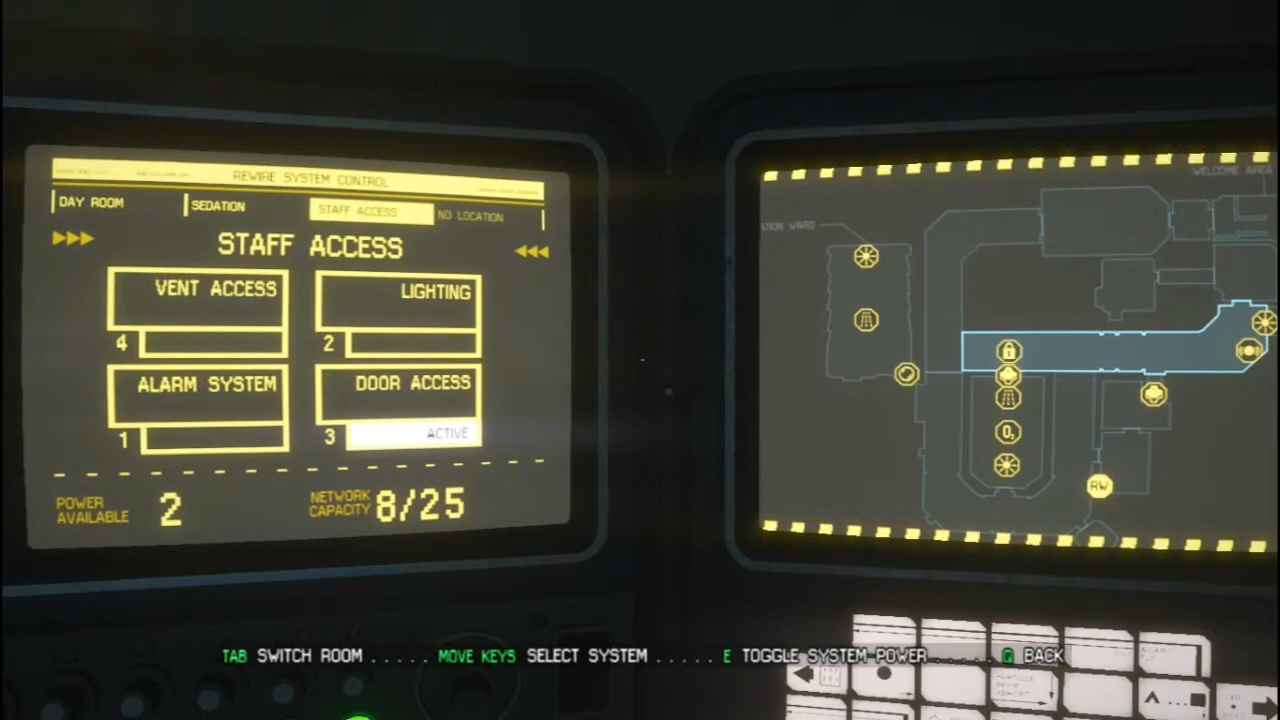 REWIRE SYSTEM CONTROL
DAY ROOM
SEDATION
STAFF ACCESS
NO LOCATION
STAFF ACCESS
VENT ACCESS
4
LIGHTING
2
ALARM SYSTEM
1
DOOR ACCESS
3
ACTIVE
POWER
AVAILABLE
2
NETWORK
CAPACITY
8/25
WELCOME AREA
WARD
O₂
RW
TAB SWITCH ROOM ..... MOVE KEYS SELECT SYSTEM ..... E TOGGLE SYSTEM POWER ..... Q BACK